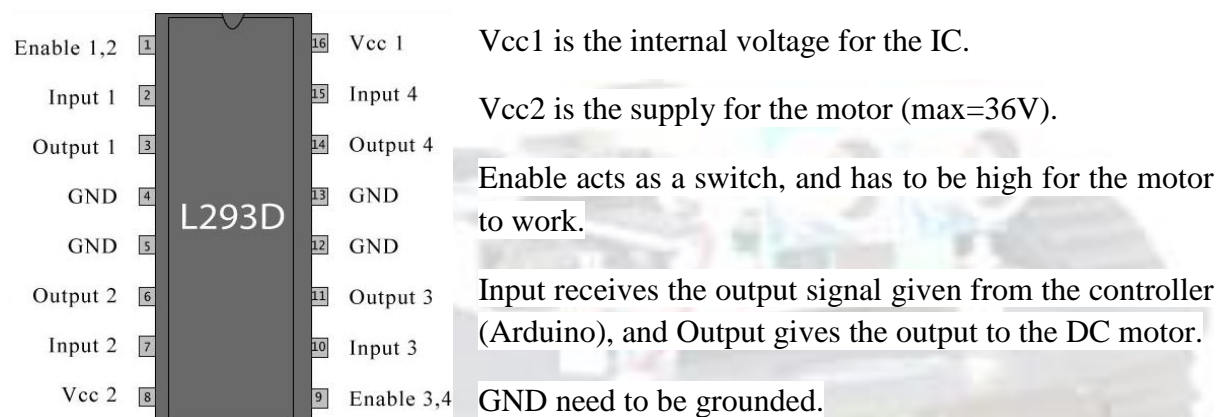 Enable 1,2 1 16 Vcc 1
Input 1 2 15 Input 4
Output 1 3 14 Output 4
GND 4 13 GND
L293D
GND 5 12 GND
Output 2 6 11 Output 3
Input 2 7 10 Input 3
Vcc 2 8 9 Enable 3,4
Vcc1 is the internal voltage for the IC.
Vcc2 is the supply for the motor (max=36V).
Enable acts as a switch, and has to be high for the motor
to work.
Input receives the output signal given from the controller
(Arduino), and Output gives the output to the DC motor.
GND need to be grounded.